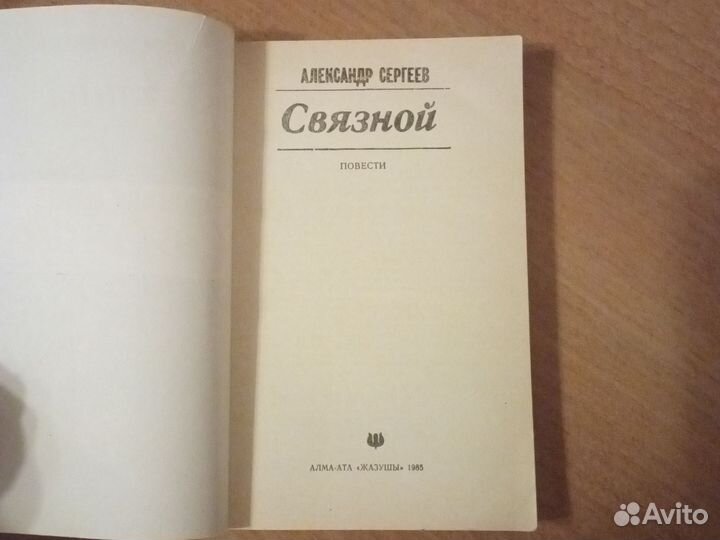 АЛЕКСАНДР СЕРГЕЕВ
Связной
ПОВЕСТИ
АЛМА-АТА «ЖАЗУШЫ» 1985
Avito